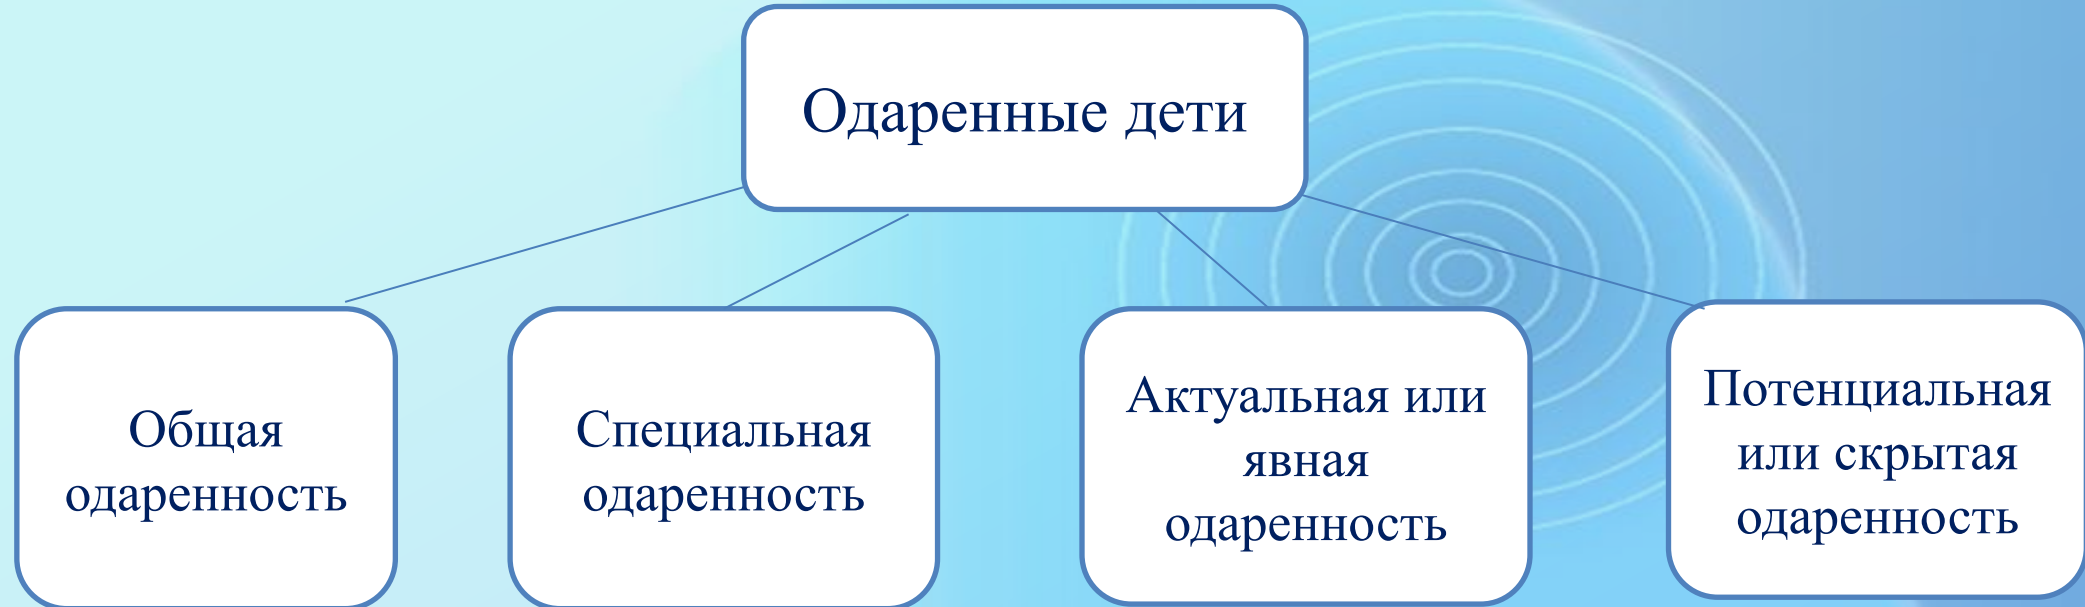 Одаренные дети
Общая
одаренность
Специальная
одаренность
Актуальная или
явная
одаренность
Потенциальная
или скрытая
одаренность